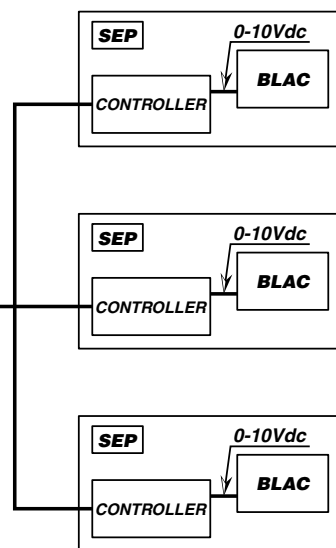 SEP
0-10Vdc
CONTROLLER
BLAC
SEP
0-10Vdc
CONTROLLER
BLAC
SEP
0-10Vdc
CONTROLLER
BLAC